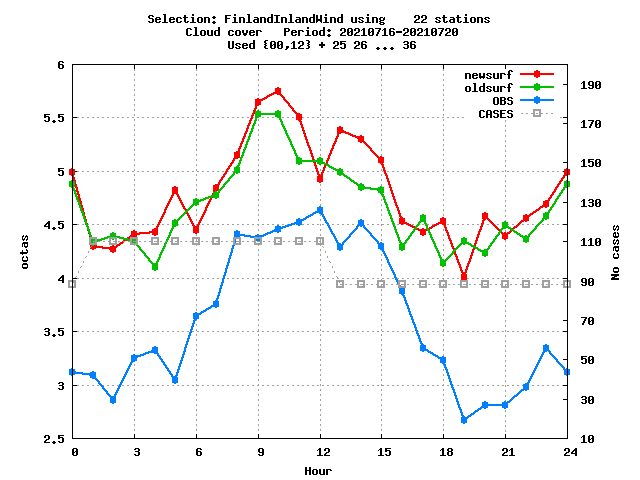 Selection: FinlandInlandWind using    22 stations
Cloud cover   Period: 20210716-20210720
Used {00,12} + 25 26 ... 36
newsurf
oldsurf
OBS
CASES
octas
6
5.5
5
4.5
4
3.5
3
2.5
190
170
150
130
110
90
70
50
30
10
No cases
0 3 6 9 12 15 18 21 24
Hour